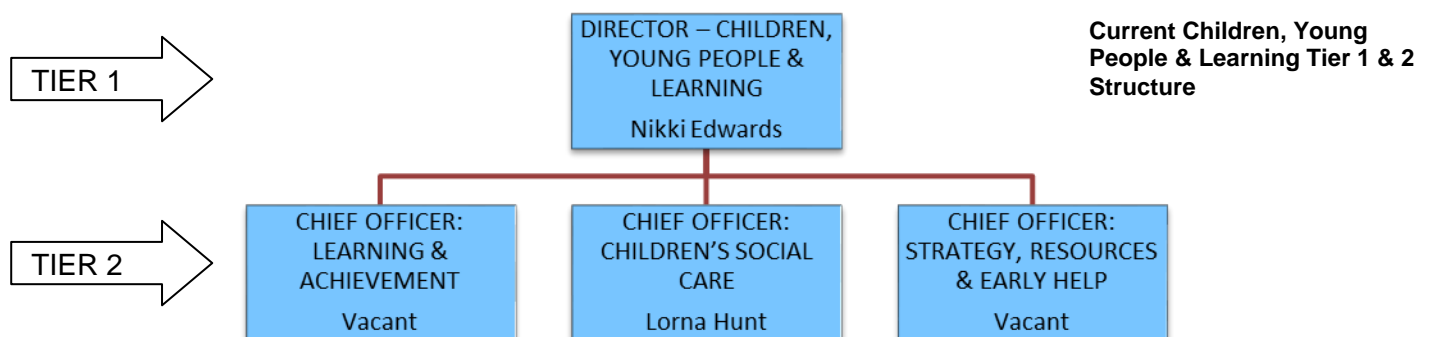 TIER 1
DIRECTOR – CHILDREN,
YOUNG PEOPLE &
LEARNING
Nikki Edwards
Current Children, Young
People & Learning Tier 1 & 2
Structure
TIER 2
CHIEF OFFICER:
LEARNING &
ACHIEVEMENT
Vacant
CHIEF OFFICER:
CHILDREN’S SOCIAL
CARE
Lorna Hunt
CHIEF OFFICER:
STRATEGY, RESOURCES
& EARLY HELP
Vacant